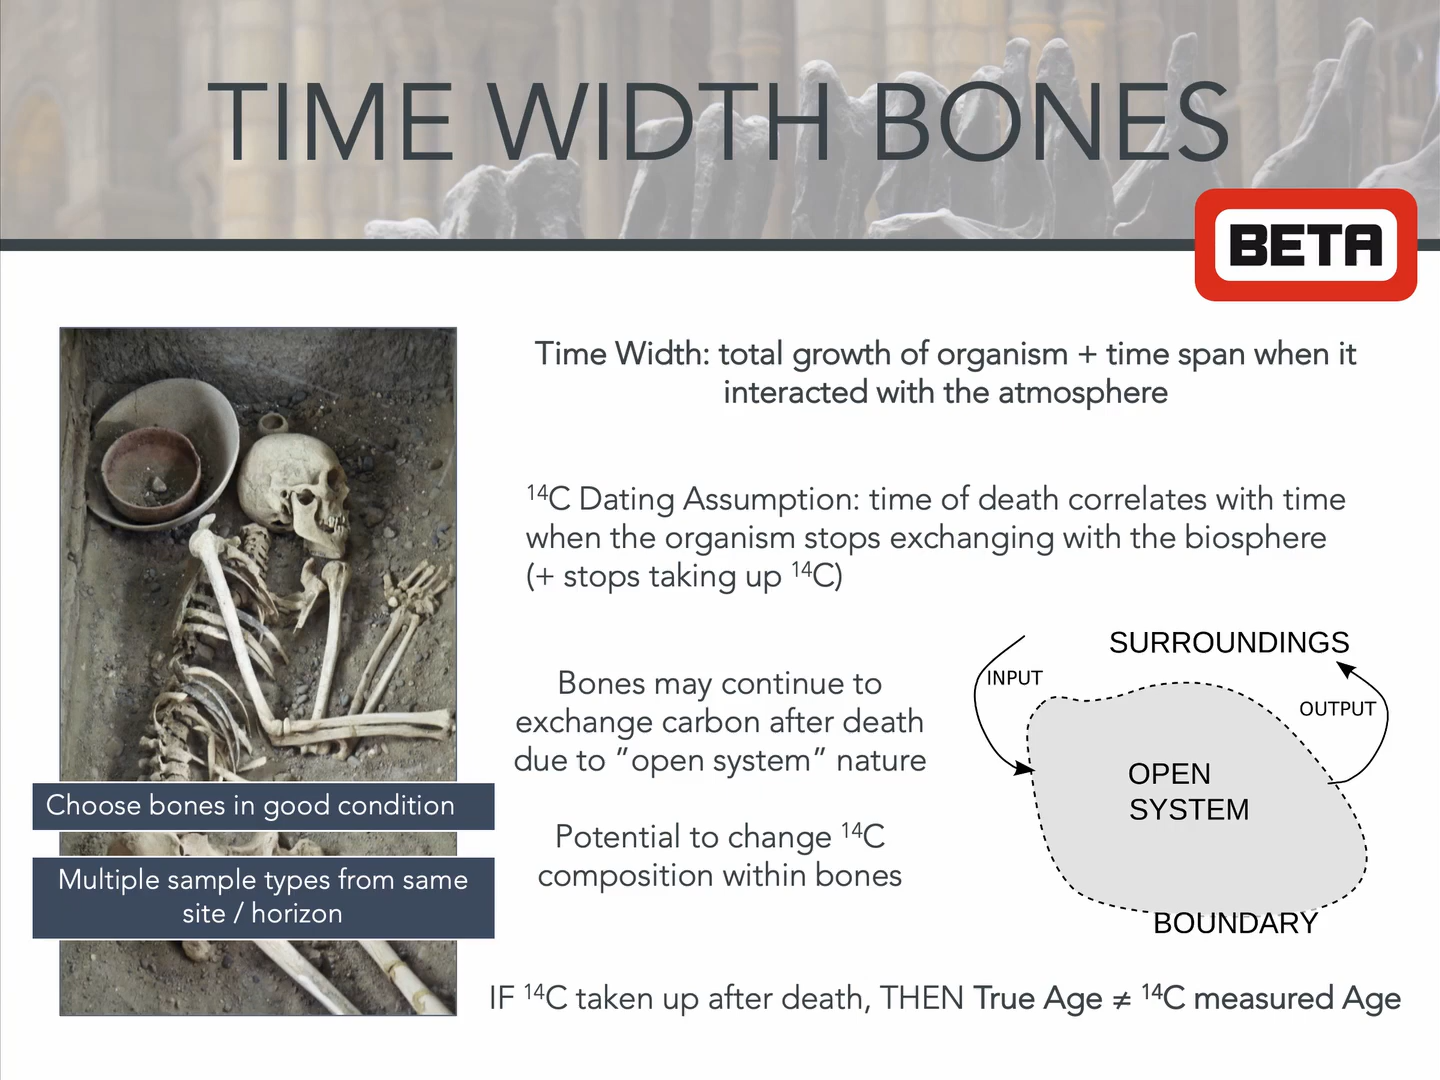 TIME WIDTH BONES
BETA
Time Width: total growth of organism + time span when it
interacted with the atmosphere
¹⁴C Dating Assumption: time of death correlates with time
when the organism stops exchanging with the biosphere
(+ stops taking up ¹⁴C)
Bones may continue to
exchange carbon after death
due to ”open system” nature
Potential to change ¹⁴C
composition within bones
SURROUNDINGS
INPUT
OUTPUT
OPEN
SYSTEM
BOUNDARY
Choose bones in good condition
Multiple sample types from same
site / horizon
IF ¹⁴C taken up after death, THEN True Age ≠ ¹⁴C measured Age